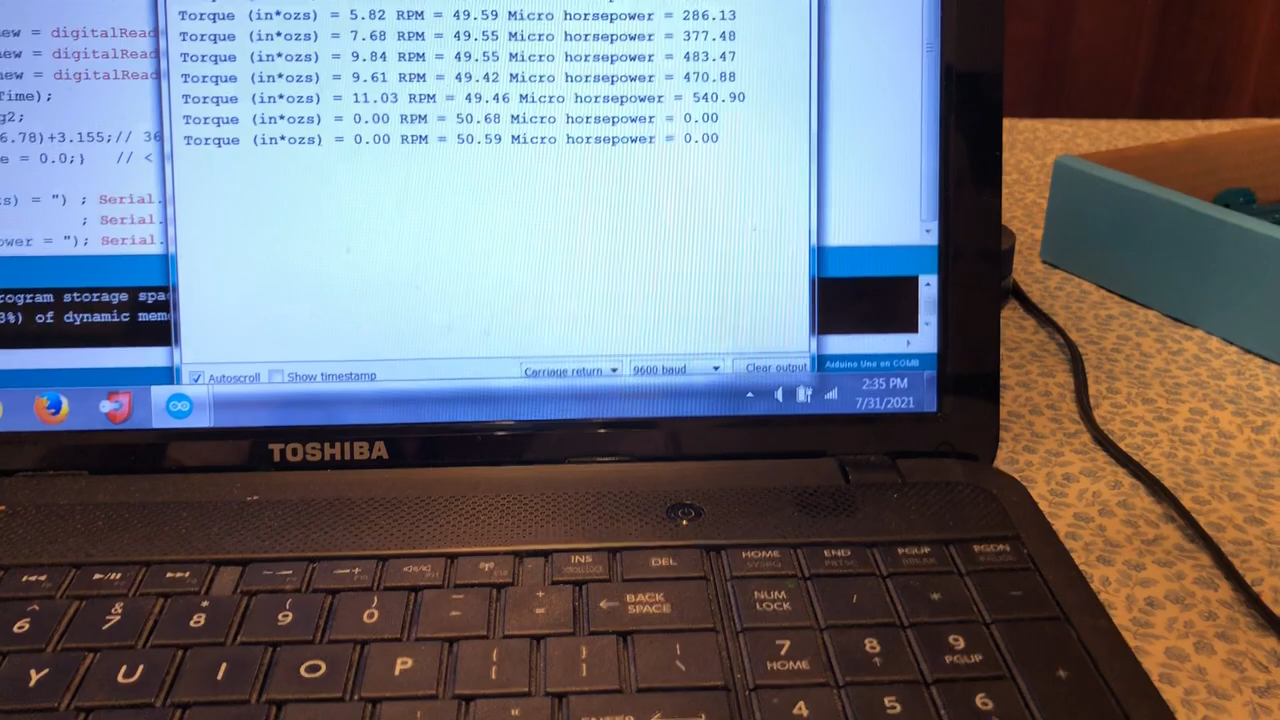 Torque (in*ozs) = 5.82 RPM = 49.59 Micro horsepower = 286.13
Torque (in*ozs) = 7.68 RPM = 49.55 Micro horsepower = 377.48
Torque (in*ozs) = 9.84 RPM = 49.55 Micro horsepower = 483.47
Torque (in*ozs) = 9.61 RPM = 49.42 Micro horsepower = 470.88
Torque (in*ozs) = 11.03 RPM = 49.46 Micro horsepower = 540.90
Torque (in*ozs) = 0.00 RPM = 50.68 Micro horsepower = 0.00
Torque (in*ozs) = 0.00 RPM = 50.59 Micro horsepower = 0.00
new = digitalRead
new = digitalRead
new = digitalRead
Time);
g2;
6.78)+3.155;// 36
e = 0.0;} // <
s) = ") ; Serial.
; Serial.
ower = "); Serial.
rogram storage spa
3%) of dynamic mem
Autoscroll Show timestamp Carriage return 9600 baud Clear output
Arduino Uno on COM8
2:35 PM
7/31/2021
TOSHIBA
INS DEL HOME END PGUP PGDN
^ 6 & 7 * 8 ( 9 ) 0 - + = BACK SPACE NUM LOCK / * -
Y U I O P { [ } ] | \ 7 HOME 8 9 PGUP +
" ENTER 4 5 6